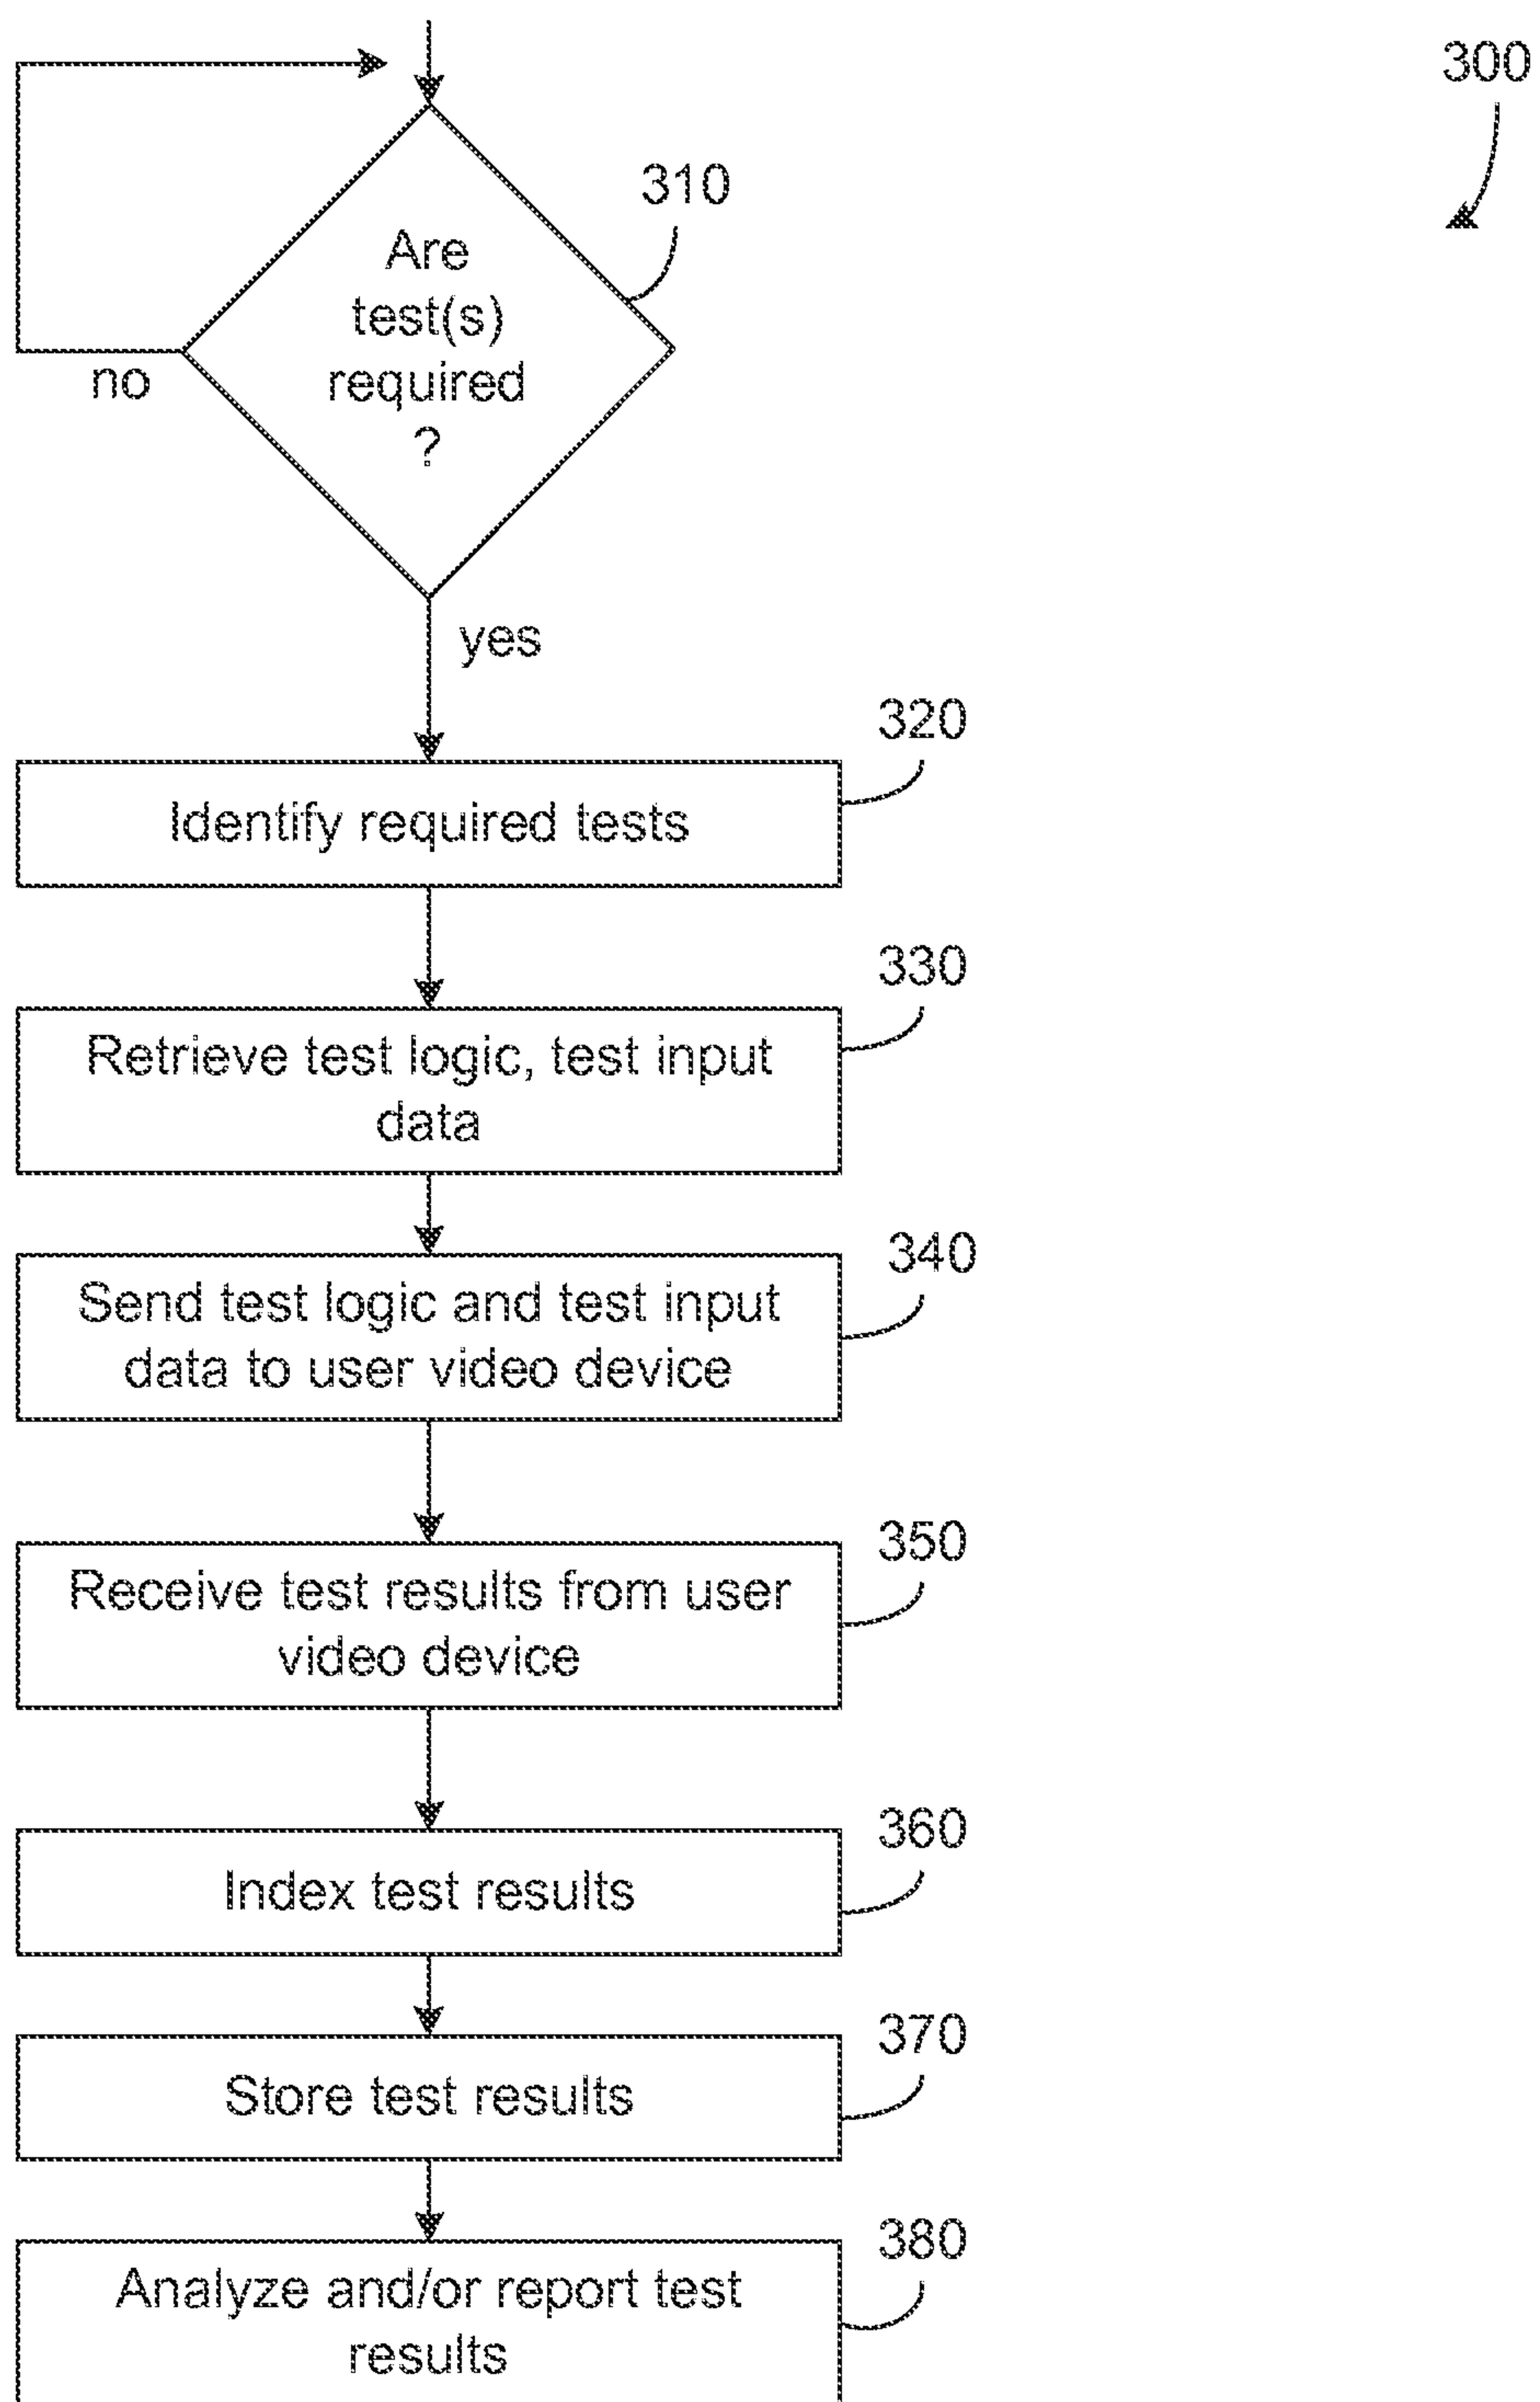 300
310
Are
test(s)
required
?
no
yes
320
Identify required tests
330
Retrieve test logic, test input
data
340
Send test logic and test input
data to user video device
350
Receive test results from user
video device
360
Index test results
370
Store test results
380
Analyze and/or report test
results